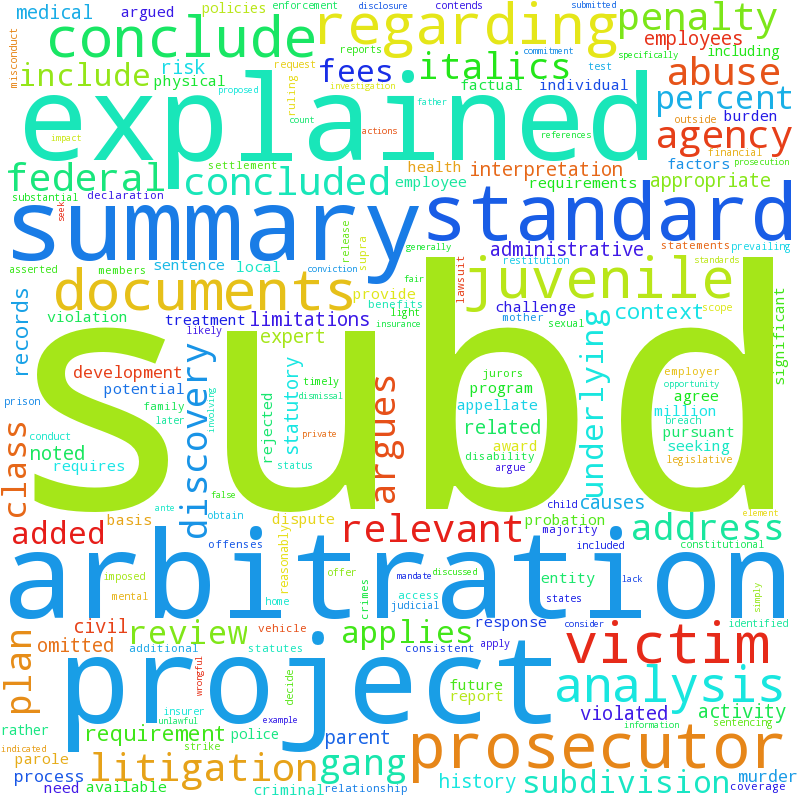 misconduct
medical
argued
policies
enforcement
disclosure
contends
submitted
regarding
penalty
conclude
reports
commitment
specifically
employees
including
include
risk
physical
request
ruling
fees
investigation
test
italics
factual
individual
abuse
percent
burden
proposed
explained
impact
count
father
actions
references
outside
agency
financial
prosecution
federal
settlement
concluded
health
employee
interpretation
requirements
factors
appropriate
substantial
declaration
seek
summary
standard
release
supra
generally
administrative
statements
prevailing
asserted
members
sentence
local
conviction
fair
restitution
lawsuit
standards
juvenile
documents
provide
benefits
challenge
scope
context
significant
records
violation
treatment
limitations
light
insurance
mother
sexual
likely
expert
subd
underlying
development
potential
jurors
program
employer
opportunity
agree
prison
family
later
discovery
involving
rejected
statutory
timely
dismissal
argues
appellate
million
breach
conduct
class
noted
requires
private
status
related
award
disability
argue
pursuant
seeking
legislative
ante
false
obtain
child
causes
element
added
basis
dispute
reasonably
relevant
probation
majority
address
offenses
included
constitutional
arbitration
imposed
mental
offer
home
mandate
discussed
access
judicial
crimes
entity
states
lack
simply
plan
civil
omitted
review
additional
vehicle
statutes
applies
consistent
response
apply
consider
victim
identified
project
rather
wrongful
insurer
unlawful
decide
example
future
report
analysis
violated
activity
information
sentencing
indicated
parole
requirement
strike
police
parent
prosecutor
process
need
available
litigation
criminal
gang
relationship
history
subdivision
murder
coverage